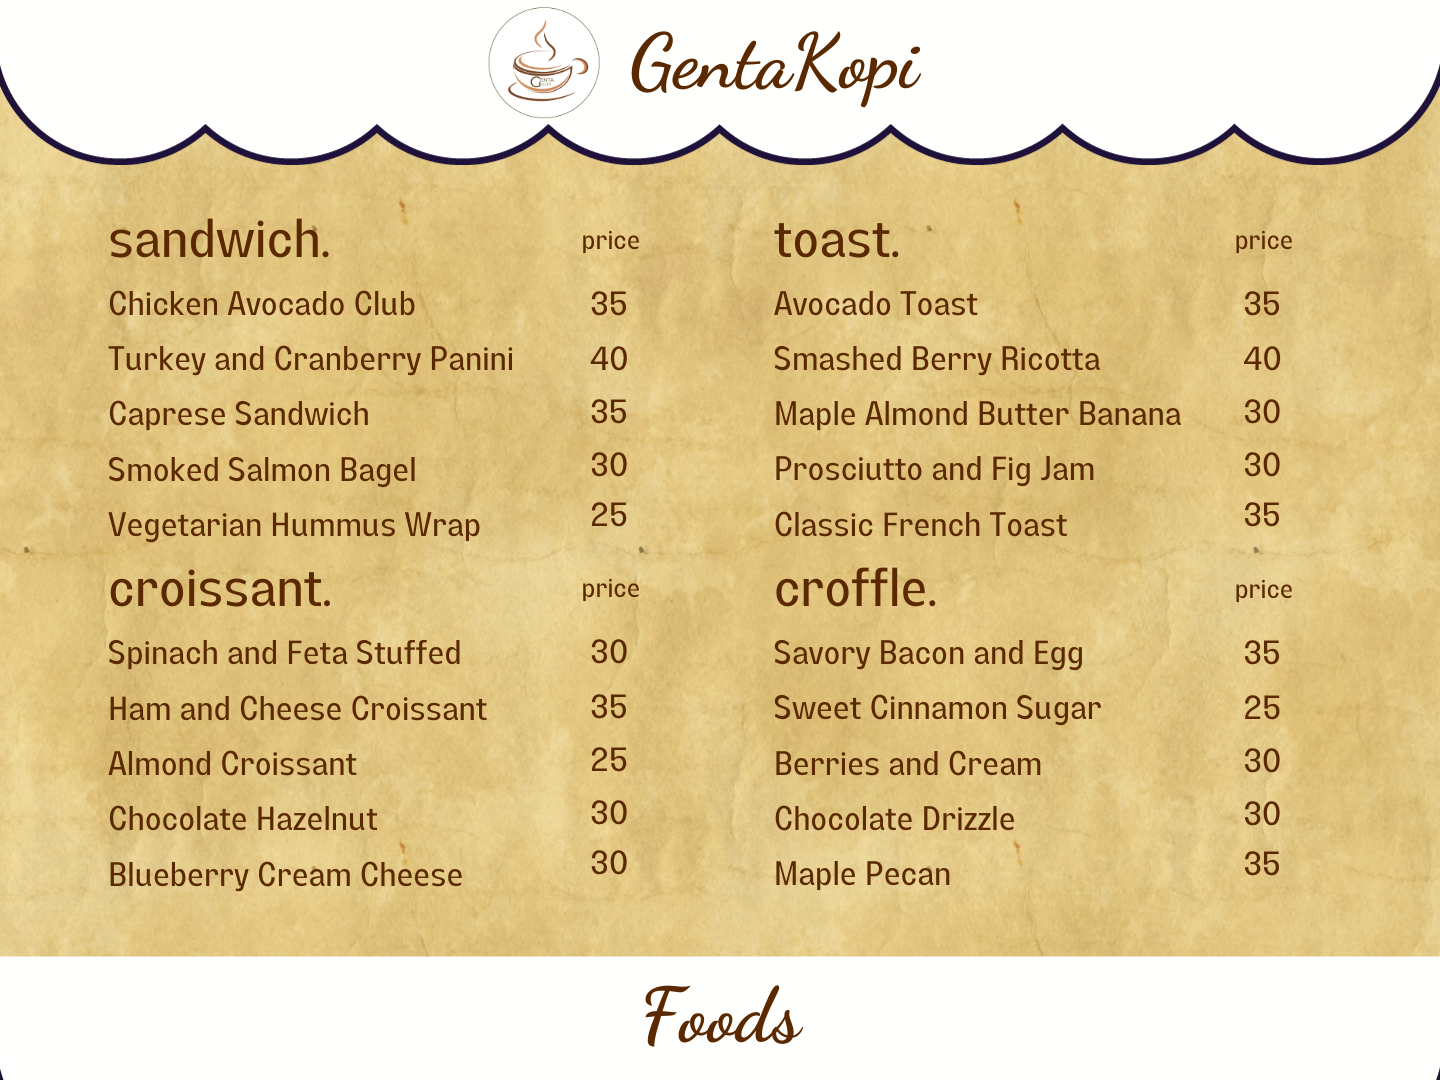 GentaKopi
sandwich. price
Chicken Avocado Club 35
Turkey and Cranberry Panini 40
Caprese Sandwich 35
Smoked Salmon Bagel 30
Vegetarian Hummus Wrap 25
toast. price
Avocado Toast 35
Smashed Berry Ricotta 40
Maple Almond Butter Banana 30
Prosciutto and Fig Jam 30
Classic French Toast 35
croissant. price
Spinach and Feta Stuffed 30
Ham and Cheese Croissant 35
Almond Croissant 25
Chocolate Hazelnut 30
Blueberry Cream Cheese 30
croffle. price
Savory Bacon and Egg 35
Sweet Cinnamon Sugar 25
Berries and Cream 30
Chocolate Drizzle 30
Maple Pecan 35
Foods